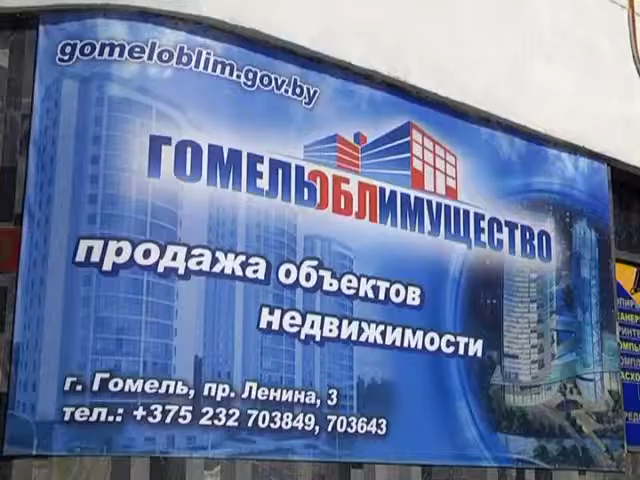 gomeloblim.gov.by
ГОМЕЛЬОБЛИМУЩЕСТВО
продажа объектов
недвижимости
г. Гомель, пр. Ленина, 3
тел.: +375 232 703849, 703643